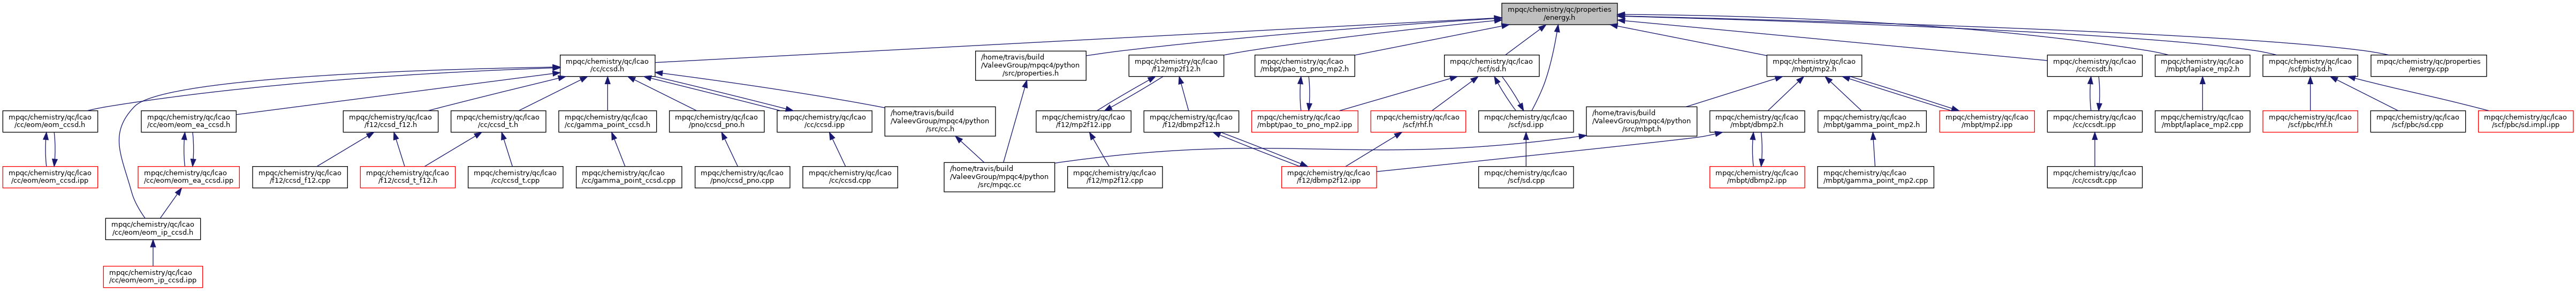 mpqc/chemistry/qc/properties
/energy.h
mpqc/chemistry/qc/lcao
/cc/ccsd.h
/home/travis/build
/ValeevGroup/mpqc4/python
/src/properties.h
mpqc/chemistry/qc/lcao
/f12/mp2f12.h
mpqc/chemistry/qc/lcao
/mbpt/pao_to_pno_mp2.h
mpqc/chemistry/qc/lcao
/scf/sd.h
mpqc/chemistry/qc/lcao
/mbpt/mp2.h
mpqc/chemistry/qc/lcao
/cc/ccsdt.h
mpqc/chemistry/qc/lcao
/mbpt/laplace_mp2.h
mpqc/chemistry/qc/lcao
/scf/pbc/sd.h
mpqc/chemistry/qc/properties
/energy.cpp
mpqc/chemistry/qc/lcao
/cc/eom/eom_ccsd.h
mpqc/chemistry/qc/lcao
/cc/eom/eom_ea_ccsd.h
mpqc/chemistry/qc/lcao
/f12/ccsd_f12.h
mpqc/chemistry/qc/lcao
/cc/ccsd_t.h
mpqc/chemistry/qc/lcao
/cc/gamma_point_ccsd.h
mpqc/chemistry/qc/lcao
/pno/ccsd_pno.h
mpqc/chemistry/qc/lcao
/cc/ccsd.ipp
/home/travis/build
/ValeevGroup/mpqc4/python
/src/cc.h
mpqc/chemistry/qc/lcao
/f12/mp2f12.ipp
mpqc/chemistry/qc/lcao
/f12/dbmp2f12.h
mpqc/chemistry/qc/lcao
/mbpt/pao_to_pno_mp2.ipp
mpqc/chemistry/qc/lcao
/scf/rhf.h
mpqc/chemistry/qc/lcao
/scf/sd.ipp
/home/travis/build
/ValeevGroup/mpqc4/python
/src/mbpt.h
mpqc/chemistry/qc/lcao
/mbpt/dbmp2.h
mpqc/chemistry/qc/lcao
/mbpt/gamma_point_mp2.h
mpqc/chemistry/qc/lcao
/mbpt/mp2.ipp
mpqc/chemistry/qc/lcao
/cc/ccsdt.ipp
mpqc/chemistry/qc/lcao
/mbpt/laplace_mp2.cpp
mpqc/chemistry/qc/lcao
/scf/pbc/rhf.h
mpqc/chemistry/qc/lcao
/scf/pbc/sd.cpp
mpqc/chemistry/qc/lcao
/scf/pbc/sd.impl.ipp
mpqc/chemistry/qc/lcao
/cc/eom/eom_ccsd.ipp
mpqc/chemistry/qc/lcao
/cc/eom/eom_ea_ccsd.ipp
mpqc/chemistry/qc/lcao
/f12/ccsd_f12.cpp
mpqc/chemistry/qc/lcao
/f12/ccsd_t_f12.h
mpqc/chemistry/qc/lcao
/cc/ccsd_t.cpp
mpqc/chemistry/qc/lcao
/cc/gamma_point_ccsd.cpp
mpqc/chemistry/qc/lcao
/pno/ccsd_pno.cpp
mpqc/chemistry/qc/lcao
/cc/ccsd.cpp
/home/travis/build
/ValeevGroup/mpqc4/python
/src/mpqc.cc
mpqc/chemistry/qc/lcao
/f12/mp2f12.cpp
mpqc/chemistry/qc/lcao
/f12/dbmp2f12.ipp
mpqc/chemistry/qc/lcao
/scf/sd.cpp
mpqc/chemistry/qc/lcao
/mbpt/dbmp2.ipp
mpqc/chemistry/qc/lcao
/mbpt/gamma_point_mp2.cpp
mpqc/chemistry/qc/lcao
/cc/ccsdt.cpp
mpqc/chemistry/qc/lcao
/cc/eom/eom_ip_ccsd.h
mpqc/chemistry/qc/lcao
/cc/eom/eom_ip_ccsd.ipp